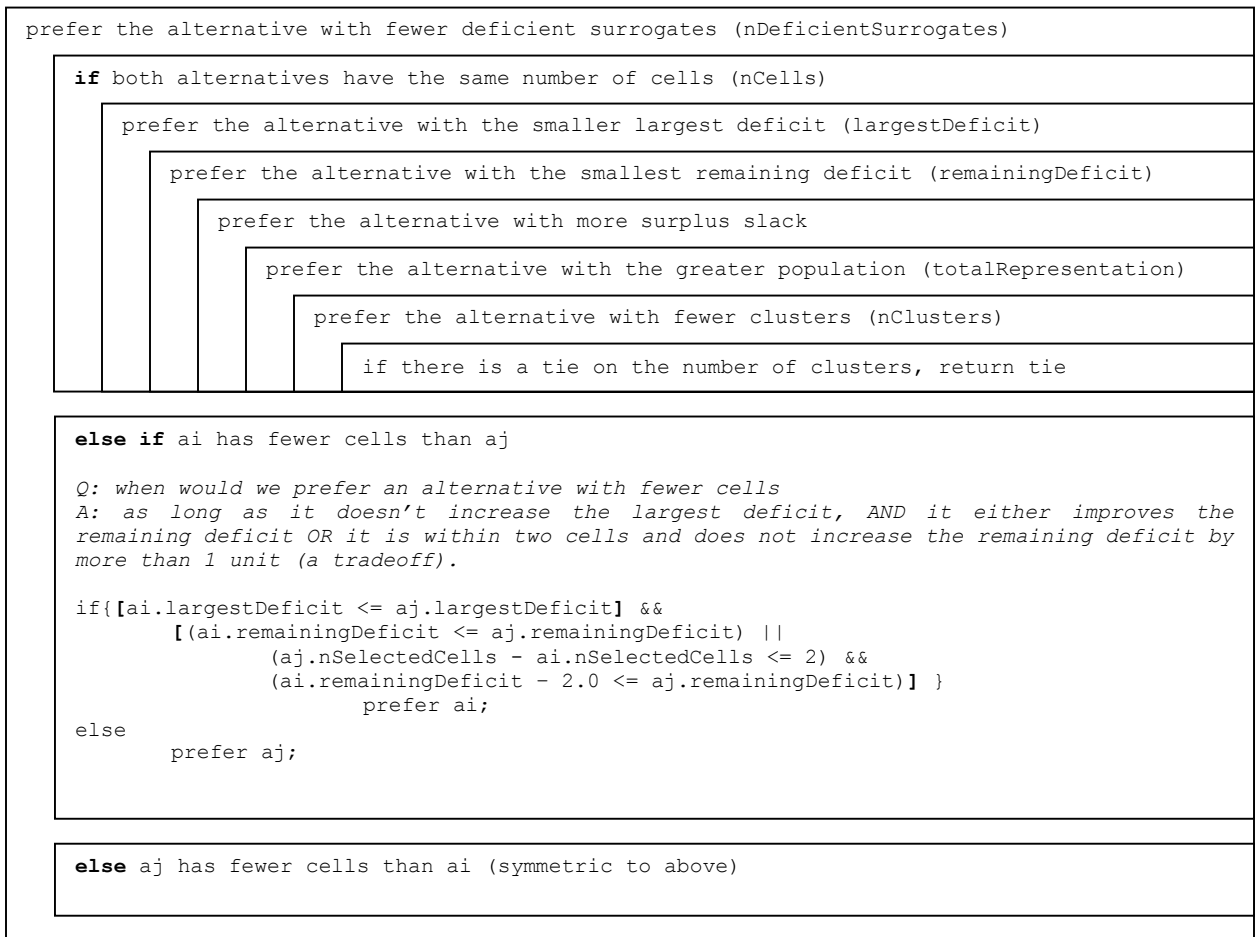 prefer the alternative with fewer deficient surrogates (nDeficientSurrogates)
if both alternatives have the same number of cells (nCells)
prefer the alternative with the smaller largest deficit (largestDeficit)
prefer the alternative with the smallest remaining deficit (remainingDeficit)
prefer the alternative with more surplus slack
prefer the alternative with the greater population (totalRepresentation)
prefer the alternative with fewer clusters (nClusters)
if there is a tie on the number of clusters, return tie
else if ai has fewer cells than aj
Q: when would we prefer an alternative with fewer cells
A: as long as it doesn’t increase the largest deficit, AND it either improves the
remaining deficit OR it is within two cells and does not increase the remaining deficit by
more than 1 unit (a tradeoff).
if{[ai.largestDeficit <= aj.largestDeficit] &&
[(ai.remainingDeficit <= aj.remainingDeficit) ||
(aj.nSelectedCells - ai.nSelectedCells <= 2) &&
(ai.remainingDeficit – 2.0 <= aj.remainingDeficit)] }
prefer ai;
else
prefer aj;
else aj has fewer cells than ai (symmetric to above)